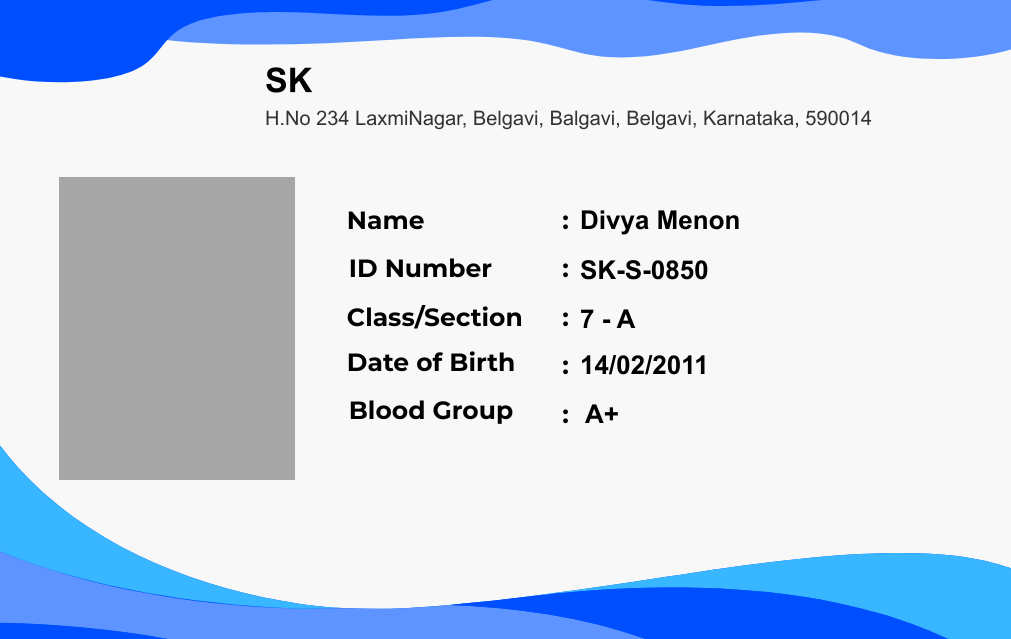 SK
H.No 234 LaxmiNagar, Belgavi, Balgavi, Belgavi, Karnataka, 590014
Name : Divya Menon
ID Number : SK-S-0850
Class/Section : 7 - A
Date of Birth : 14/02/2011
Blood Group : A+